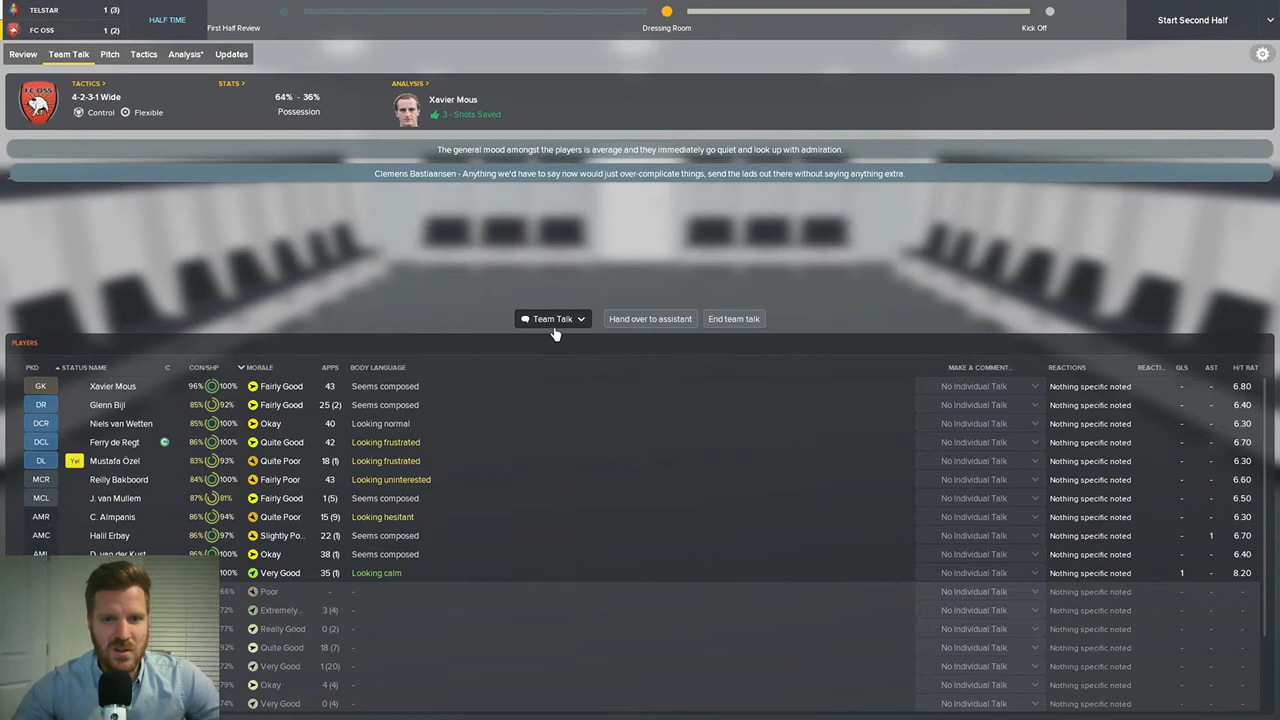 TELSTAR 1 (3)
FC OSS 1 (2)
HALF TIME
First Half Review
Dressing Room
Kick Off
Start Second Half
Review Team Talk Pitch Tactics Analysis* Updates
FC OSS
TACTICS >
4-2-3-1 Wide
Control Flexible
STATS >
64% - 36%
Possession
ANALYSIS >
Xavier Mous
3 - Shots Saved
The general mood amongst the players is average and they immediately go quiet and look up with admiration.
Clemens Bastiaansen - Anything we'd have to say now would just over-complicate things, send the lads out there without saying anything extra.
Team Talk Hand over to assistant End team talk
PLAYERS
PKD STATUS NAME C CON/SHP MORALE APPS BODY LANGUAGE MAKE A COMMENT... REACTIONS REACTI... GLS AST H/T RAT
GK Xavier Mous 96% 100% Fairly Good 43 Seems composed No Individual Talk Nothing specific noted - - 6.80
DR Glenn Bijl 85% 92% Fairly Good 25 (2) Seems composed No Individual Talk Nothing specific noted - - 6.40
DCR Niels van Wetten 85% 100% Okay 40 Looking normal No Individual Talk Nothing specific noted - - 6.30
DCL Ferry de Regt C 86% 100% Quite Good 42 Looking frustrated No Individual Talk Nothing specific noted - - 6.70
DL Yel Mustafa Özel 83% 93% Quite Poor 18 (1) Looking frustrated No Individual Talk Nothing specific noted - - 6.30
MCR Reilly Bakboord 84% 100% Fairly Poor 43 Looking uninterested No Individual Talk Nothing specific noted - - 6.60
MCL J. van Mullem 87% 81% Fairly Good 1 (5) Seems composed No Individual Talk Nothing specific noted - - 6.50
AMR C. Almpanis 86% 94% Quite Poor 15 (9) Looking hesitant No Individual Talk Nothing specific noted - - 6.30
AMC Halil Erbay 86% 97% Slightly Po... 22 (1) Seems composed No Individual Talk Nothing specific noted - 1 6.70
AML D. van der Kust 86% 100% Okay 38 (1) Seems composed No Individual Talk Nothing specific noted - - 6.40
100% Very Good 35 (1) Looking calm No Individual Talk Nothing specific noted 1 - 8.20
66% Poor - - No Individual Talk Nothing specific noted - - -
72% Extremely... 3 (4) - No Individual Talk Nothing specific noted - - -
77% Really Good 0 (2) - No Individual Talk Nothing specific noted - - -
92% Quite Good 18 (7) - No Individual Talk Nothing specific noted - - -
72% Very Good 1 (20) - No Individual Talk Nothing specific noted - - -
79% Okay 4 (4) - No Individual Talk Nothing specific noted - - -
74% Very Good 0 (4) - No Individual Talk Nothing specific noted - - -